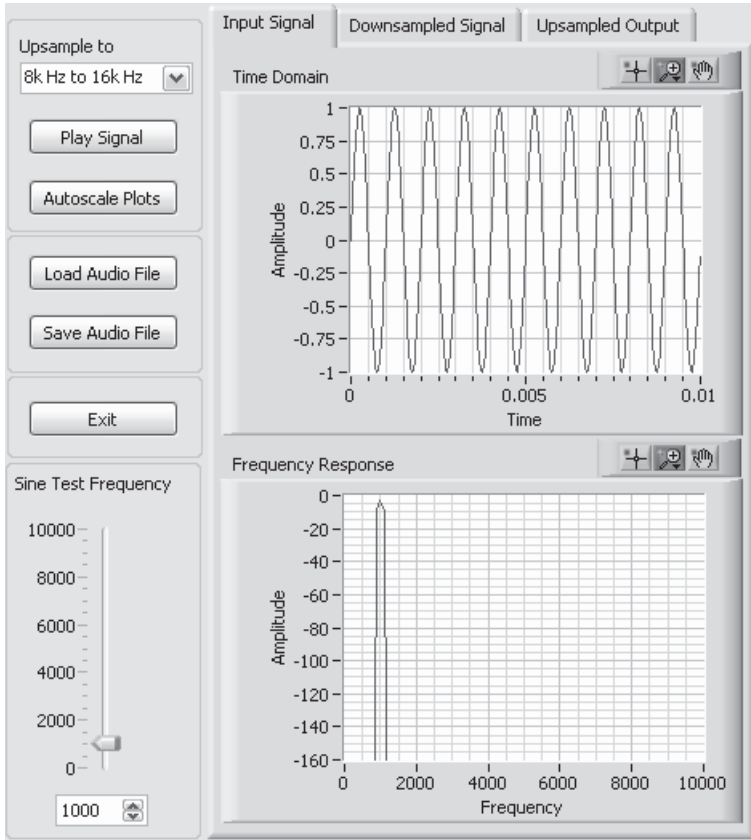 Upsample to
8k Hz to 16k Hz
Play Signal
Autoscale Plots
Load Audio File
Save Audio File
Exit
Sine Test Frequency
10000
8000
6000
4000
2000
0
1000
Input Signal
Downsampled Signal
Upsampled Output
Time Domain
Amplitude
1
0.75
0.5
0.25
0
-0.25
-0.5
-0.75
-1
0 0.005 0.01
Time
Frequency Response
Amplitude
0
-20
-40
-60
-80
-100
-120
-140
-160
0 2000 4000 6000 8000 10000
Frequency